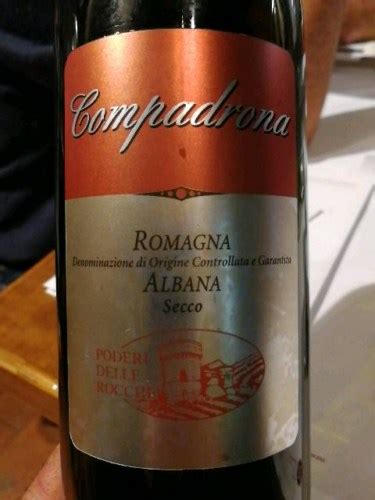 Compadrona
ROMAGNA
Denominazione di Origine Controllata e Garantita
ALBANA
Secco
PODERI
DELLE
ROCCHE